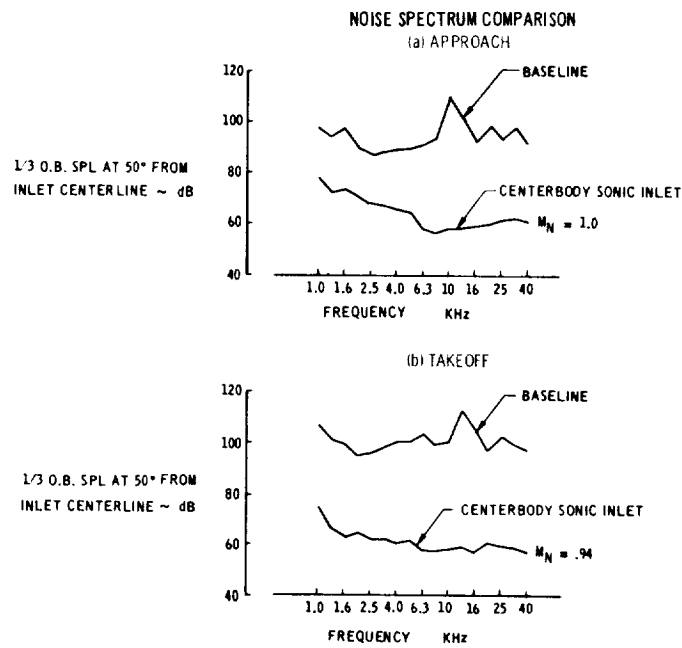 NOISE SPECTRUM COMPARISON
(a) APPROACH
120
100
80
60
40
1/3 O.B. SPL AT 50° FROM
INLET CENTERLINE ~ dB
BASELINE
CENTERBODY SONIC INLET
M_N = 1.0
1.0 1.6 2.5 4.0 6.3 10 16 25 40
FREQUENCY KHz
(b) TAKEOFF
120
100
80
60
40
1/3 O.B. SPL AT 50° FROM
INLET CENTERLINE ~ dB
BASELINE
CENTERBODY SONIC INLET
M_N = .94
1.0 1.6 2.5 4.0 6.3 10 16 25 40
FREQUENCY KHz